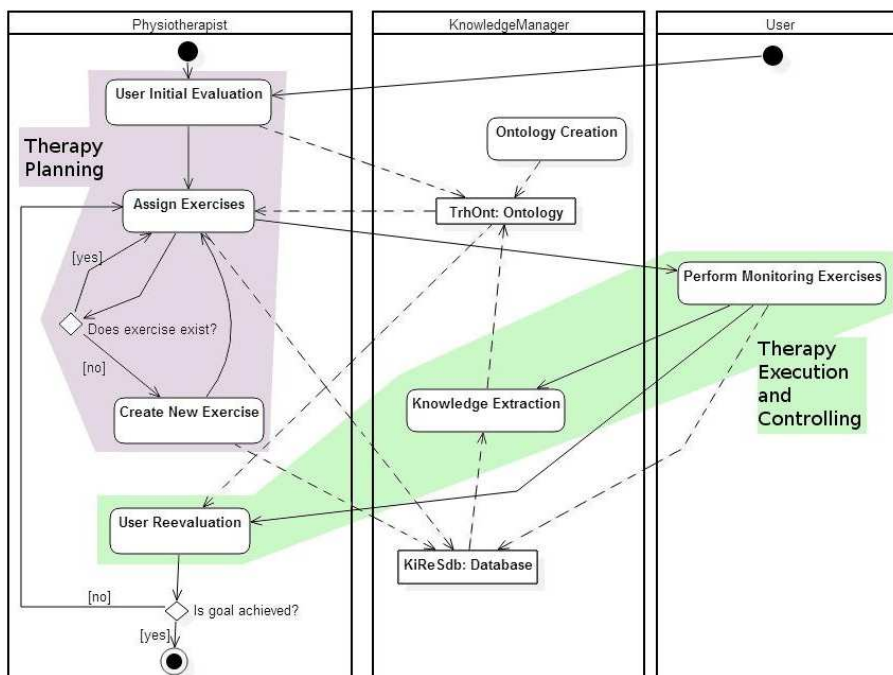 Physiotherapist
KnowledgeManager
User
User Initial Evaluation
Ontology Creation
Therapy
Planning
Assign Exercises
TrhOnt: Ontology
[yes]
Perform Monitoring Exercises
Does exercise exist?
[no]
Therapy
Execution
and
Controlling
Create New Exercise
Knowledge Extraction
User Reevaluation
KiReSdb: Database
[no]
Is goal achieved?
[yes]